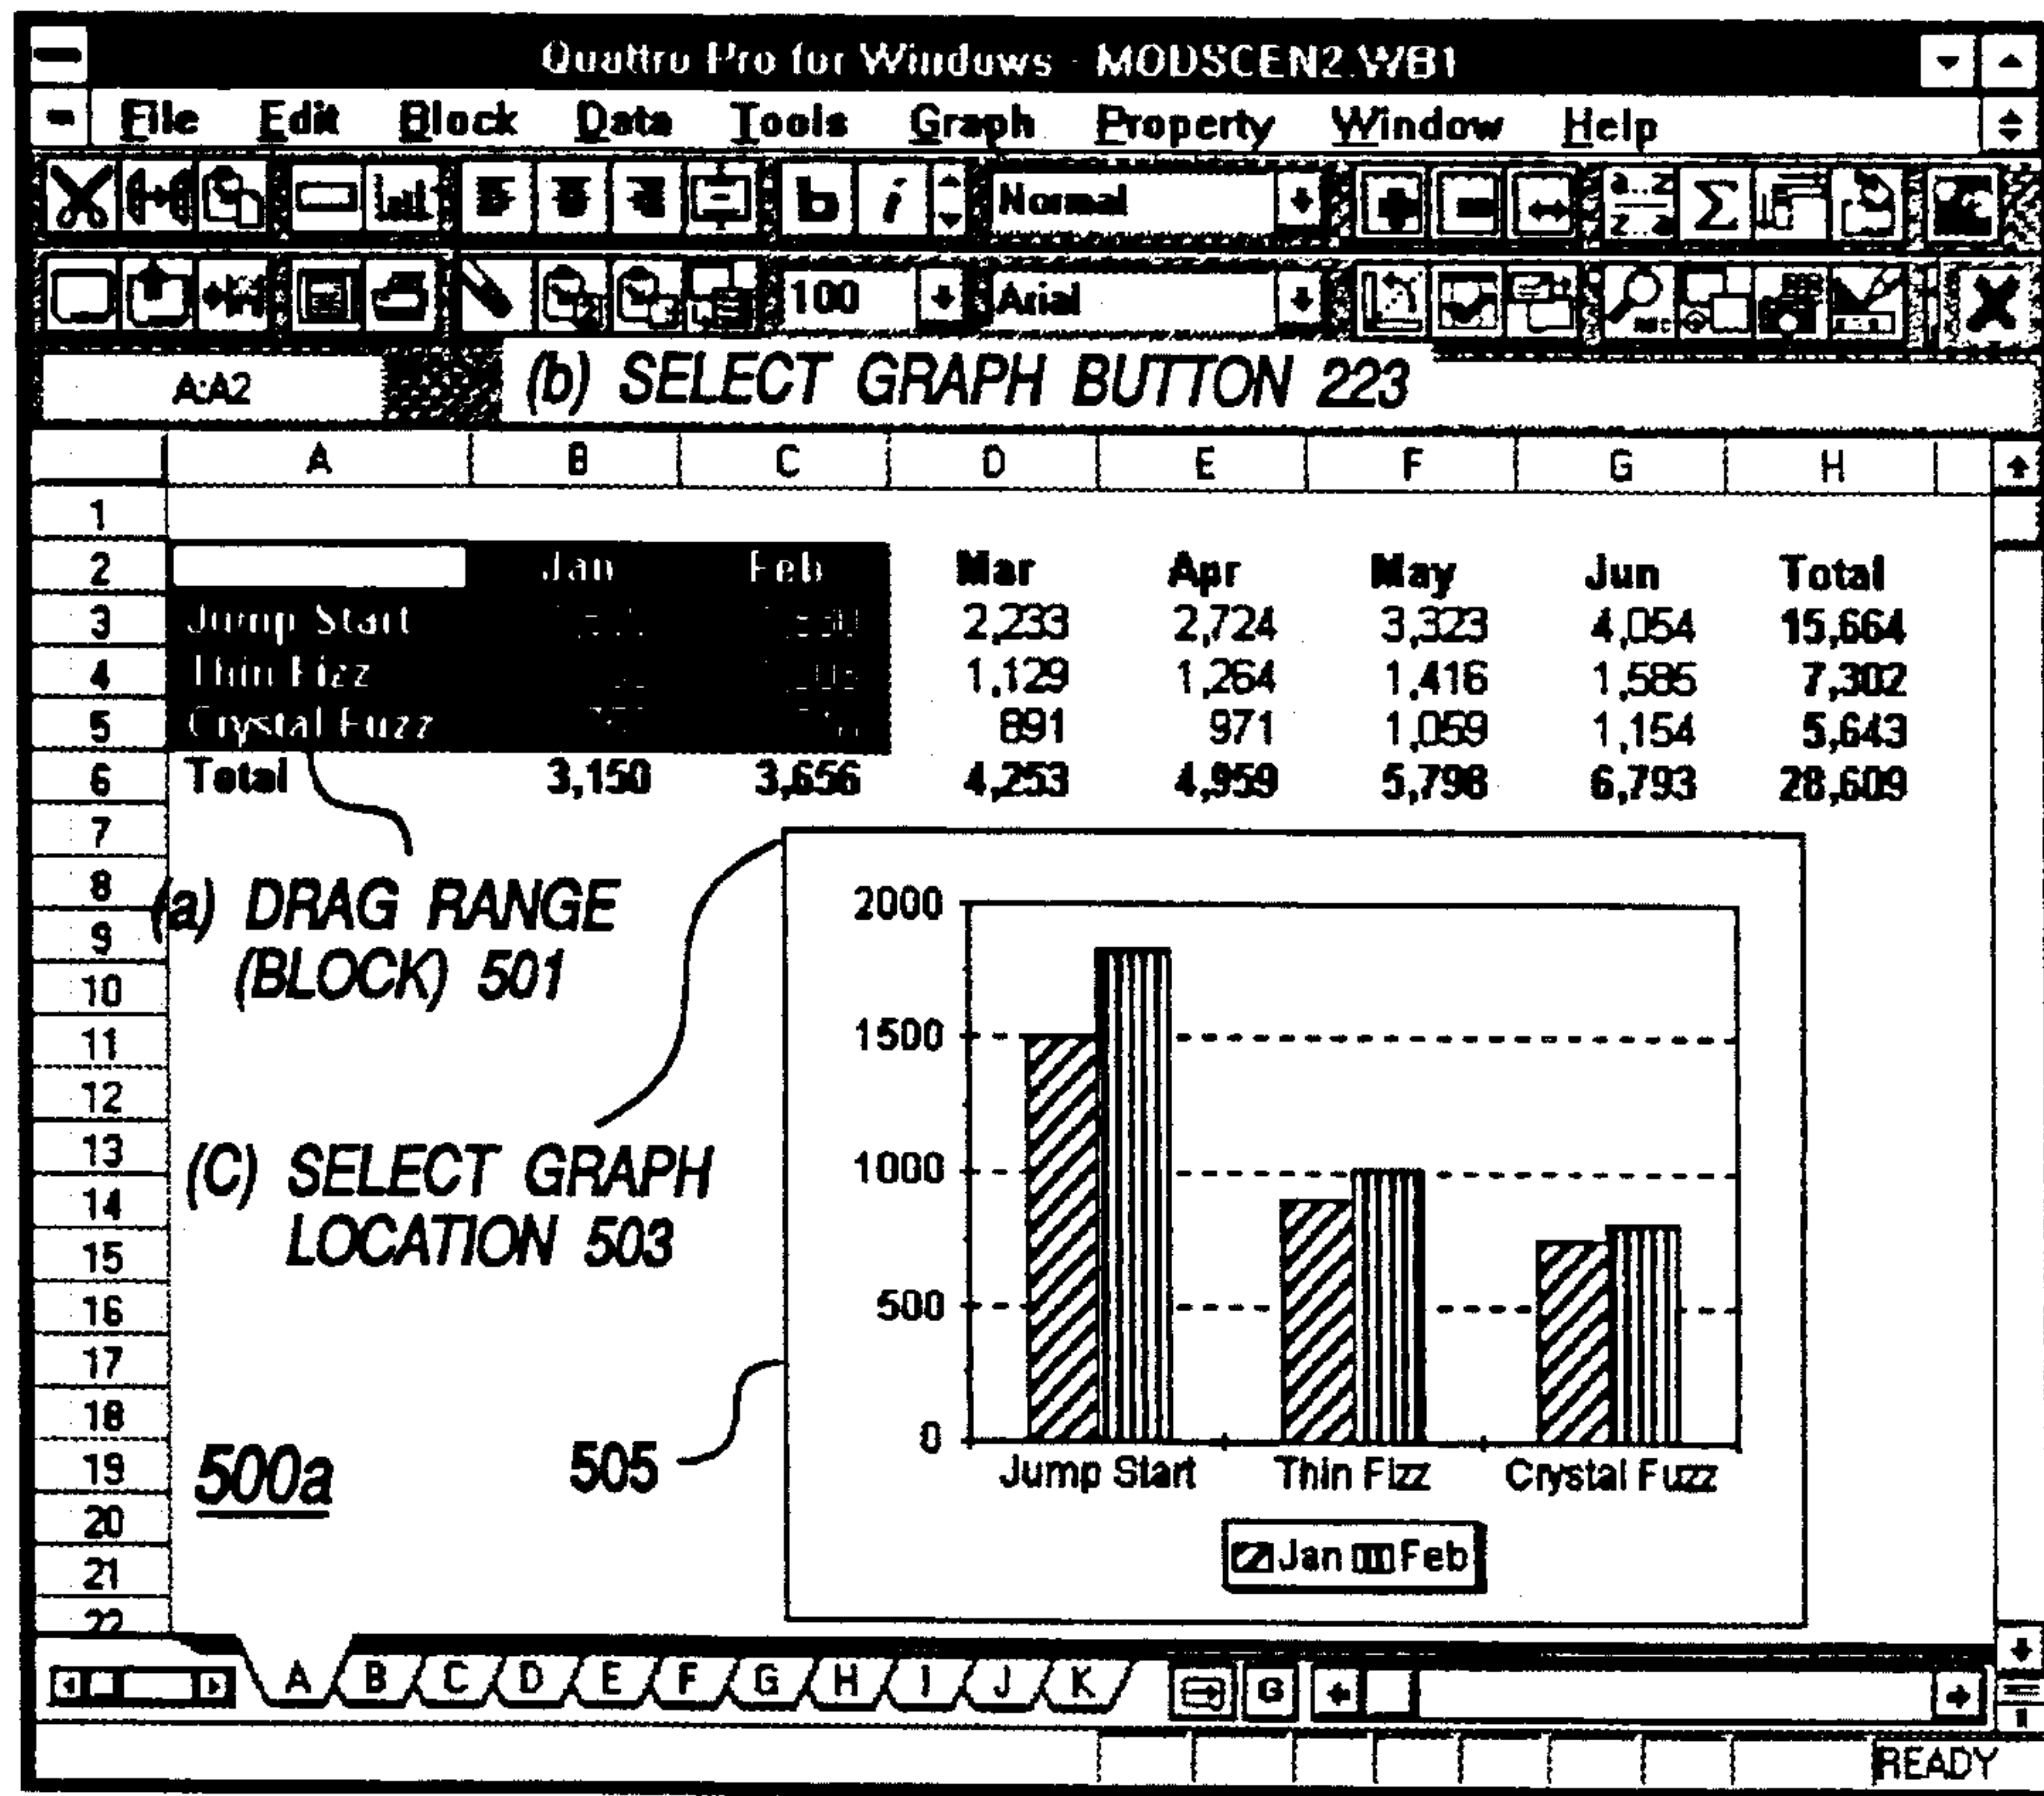 Quattro Pro for Windows - MODSCEN2.WB1
File Edit Block Data Tools Graph Property Window Help
b i Normal a..z z..a Σ
100 Arial
A:A2 (b) SELECT GRAPH BUTTON 223
A B C D E F G H
1
2 Jan Feb Mar Apr May Jun Total
3 Jump Start 2,233 2,724 3,323 4,054 15,664
4 Thin Fizz 1,129 1,264 1,416 1,585 7,302
5 Crystal Fuzz 891 971 1,059 1,154 5,643
6 Total 3,150 3,656 4,253 4,959 5,798 6,793 28,609
7
8 (a) DRAG RANGE
9 (BLOCK) 501
10
11
12
13 (C) SELECT GRAPH
14 LOCATION 503
15
16
17
18
19 500a 505
20
21
22
2000
1500
1000
500
0
Jump Start Thin Fizz Crystal Fuzz
Jan Feb
A B C D E F G H I J K G
READY